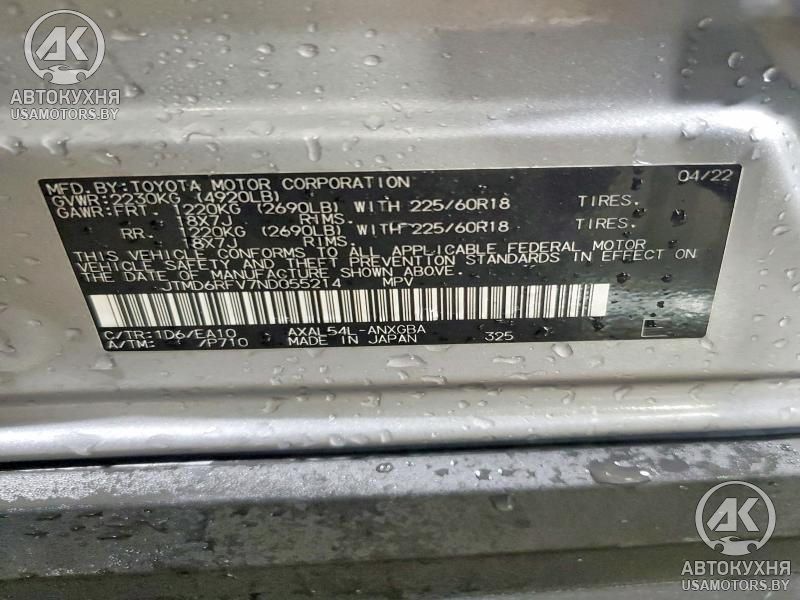 АК
АВТОКУХНЯ
USAMOTORS.BY
MFD.BY:TOYOTA MOTOR CORPORATION 04/22
GVWR:2230KG (4920LB)
GAWR:FRT. 1220KG (2690LB) WITH 225/60R18 TIRES.
18X7J RIMS.
RR. 1220KG (2690LB) WITH 225/60R18 TIRES.
18X7J RIMS.
THIS VEHICLE CONFORMS TO ALL APPLICABLE FEDERAL MOTOR
VEHICLE SAFETY AND THEFT PREVENTION STANDARDS IN EFFECT ON
THE DATE OF MANUFACTURE SHOWN ABOVE.
JTMD6RFV7ND055214 MPV
C/TR:1D6/EA10 AXAL54L-ANXGBA
A/TM: /P710 MADE IN JAPAN 325
АК
АВТОКУХНЯ
USAMOTORS.BY